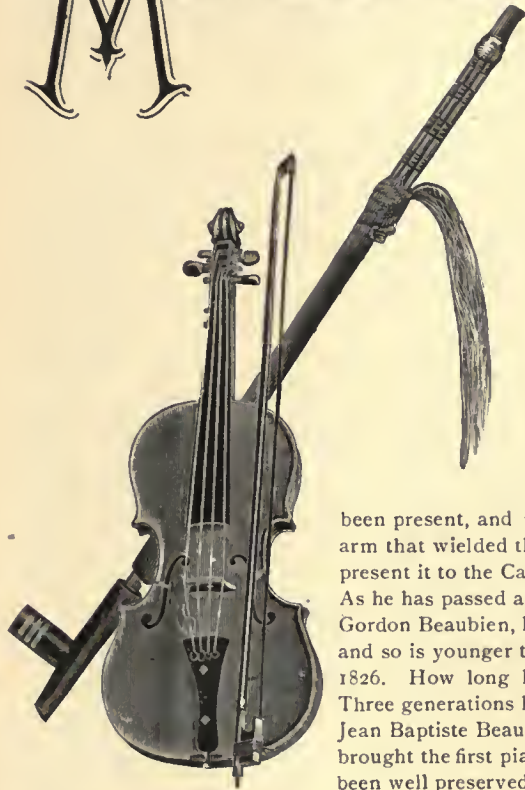 been present, and
arm that wielded th
present it to the Ca
As he has passed a
Gordon Beaubien,
and so is younger t
1826. How long
Three generations
Jean Baptiste Beau
brought the first pia
been well preserved